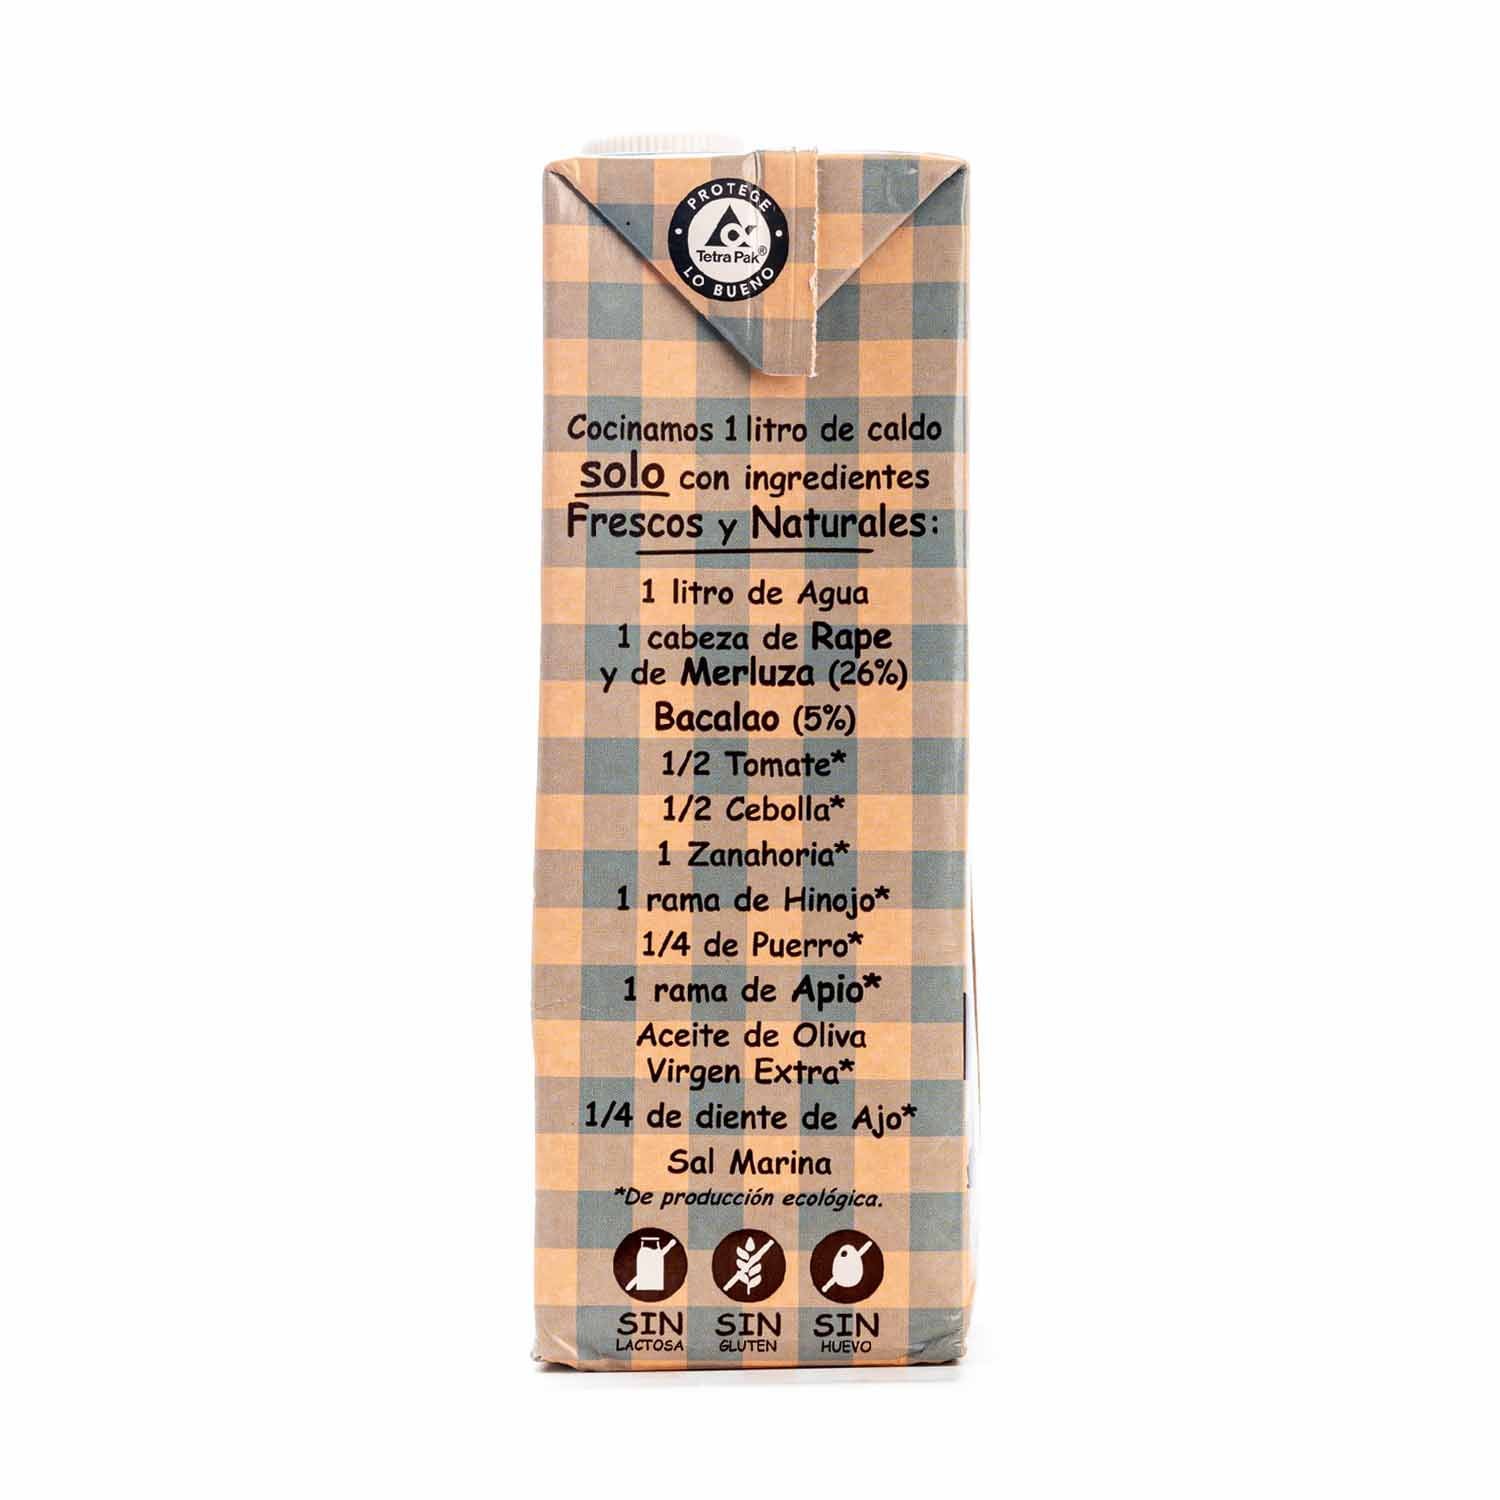 PROTEGE
Tetra Pak®
LO BUENO
Cocinamos 1 litro de caldo
solo con ingredientes
Frescos y Naturales:
1 litro de Agua
1 cabeza de Rape
y de Merluza (26%)
Bacalao (5%)
1/2 Tomate*
1/2 Cebolla*
1 Zanahoria*
1 rama de Hinojo*
1/4 de Puerro*
1 rama de Apio*
Aceite de Oliva
Virgen Extra*
1/4 de diente de Ajo*
Sal Marina
*De producción ecológica.
SIN SIN SIN
LACTOSA GLUTEN HUEVO